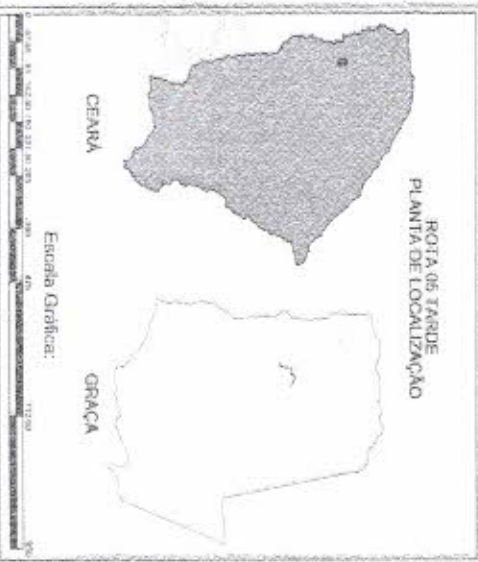 ROTA 05 TARDE
PLANTA DE LOCALIZAÇÃO
CEARÁ
GRAÇA
Escala Gráfica: